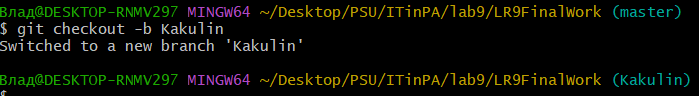 Влад@DESKTOP-RNMV297 MINGW64 ~/Desktop/PSU/ITinPA/lab9/LR9FinalWork (master)
$ git checkout -b Kakulin
Switched to a new branch 'Kakulin'
Влад@DESKTOP-RNMV297 MINGW64 ~/Desktop/PSU/ITinPA/lab9/LR9FinalWork (Kakulin)
$